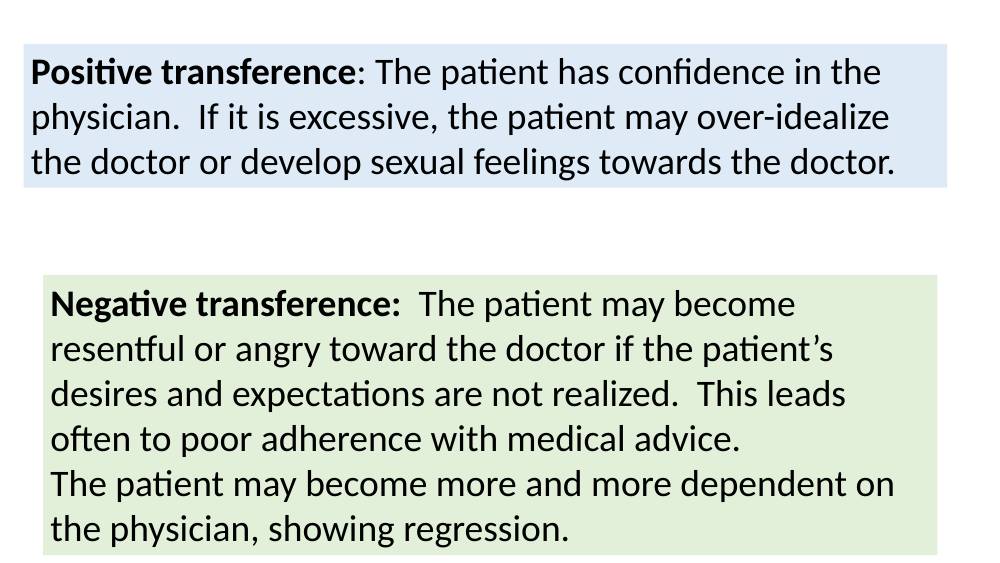 Positive transference: The patient has confidence in the
physician.  If it is excessive, the patient may over-idealize
the doctor or develop sexual feelings towards the doctor.
Negative transference:  The patient may become
resentful or angry toward the doctor if the patient’s
desires and expectations are not realized.  This leads
often to poor adherence with medical advice.
The patient may become more and more dependent on
the physician, showing regression.